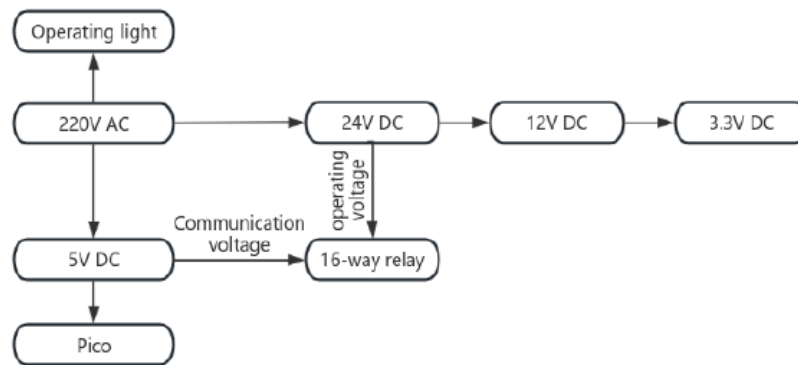 Operating light
220V AC
24V DC
12V DC
3.3V DC
operating
voltage
Communication
voltage
5V DC
16-way relay
Pico